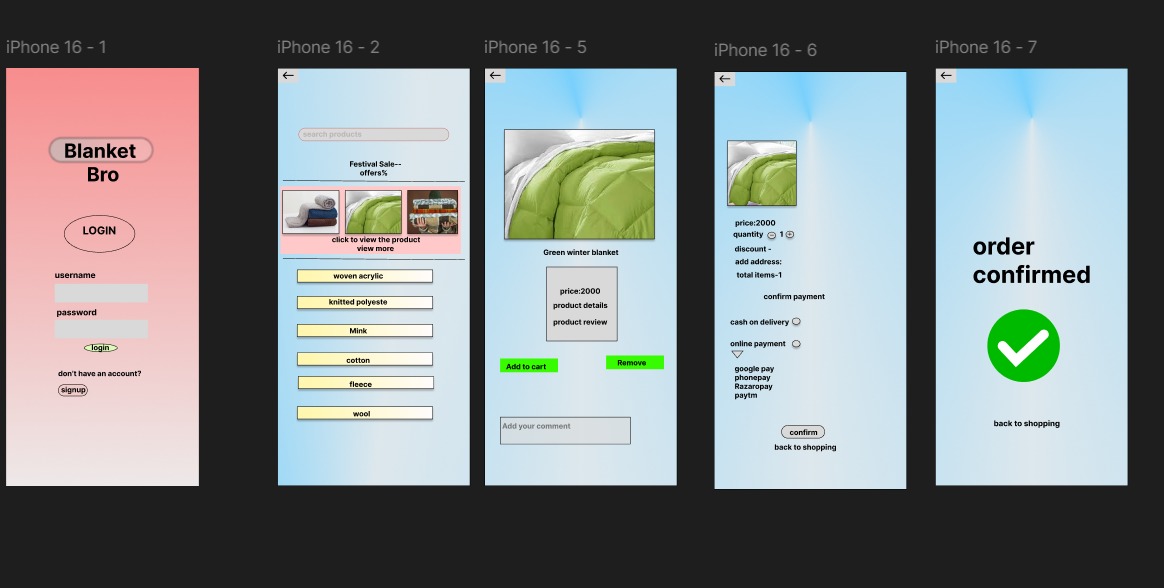 iPhone 16 - 1
Blanket
Bro
LOGIN
username
password
login
don't have an account?
signup
iPhone 16 - 2
search products
Festival Sale--
offers%
click to view the product
view more
woven acrylic
knitted polyeste
Mink
cotton
fleece
wool
iPhone 16 - 5
Green winter blanket
price:2000
product details
product review
Add to cart
Remove
Add your comment
iPhone 16 - 6
price:2000
quantity - 1 +
discount -
add address:
total items-1
confirm payment
cash on delivery
online payment
google pay
phonepay
Razaropay
paytm
confirm
back to shopping
iPhone 16 - 7
order
confirmed
back to shopping